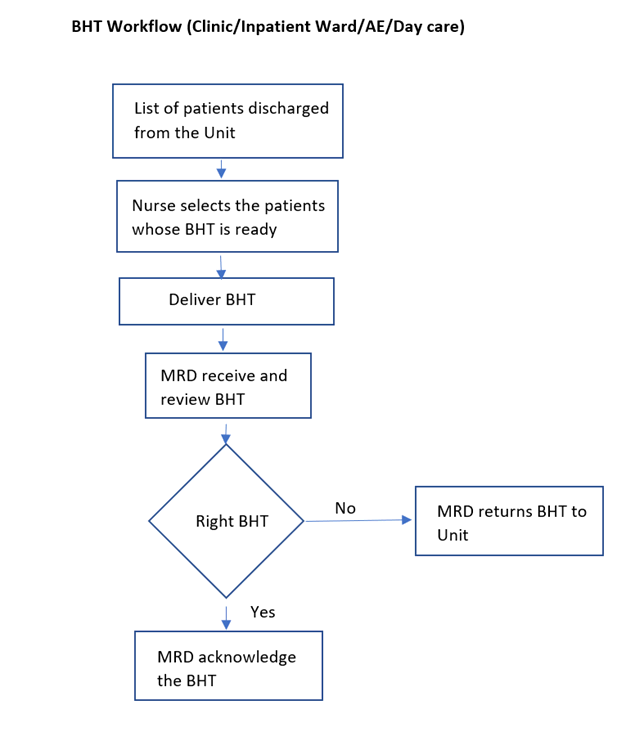 BHT Workflow (Clinic/Inpatient Ward/AE/Day care)
List of patients discharged
from the Unit
Nurse selects the patients
whose BHT is ready
Deliver BHT
MRD receive and
review BHT
Right BHT
No
MRD returns BHT to
Unit
Yes
MRD acknowledge
the BHT